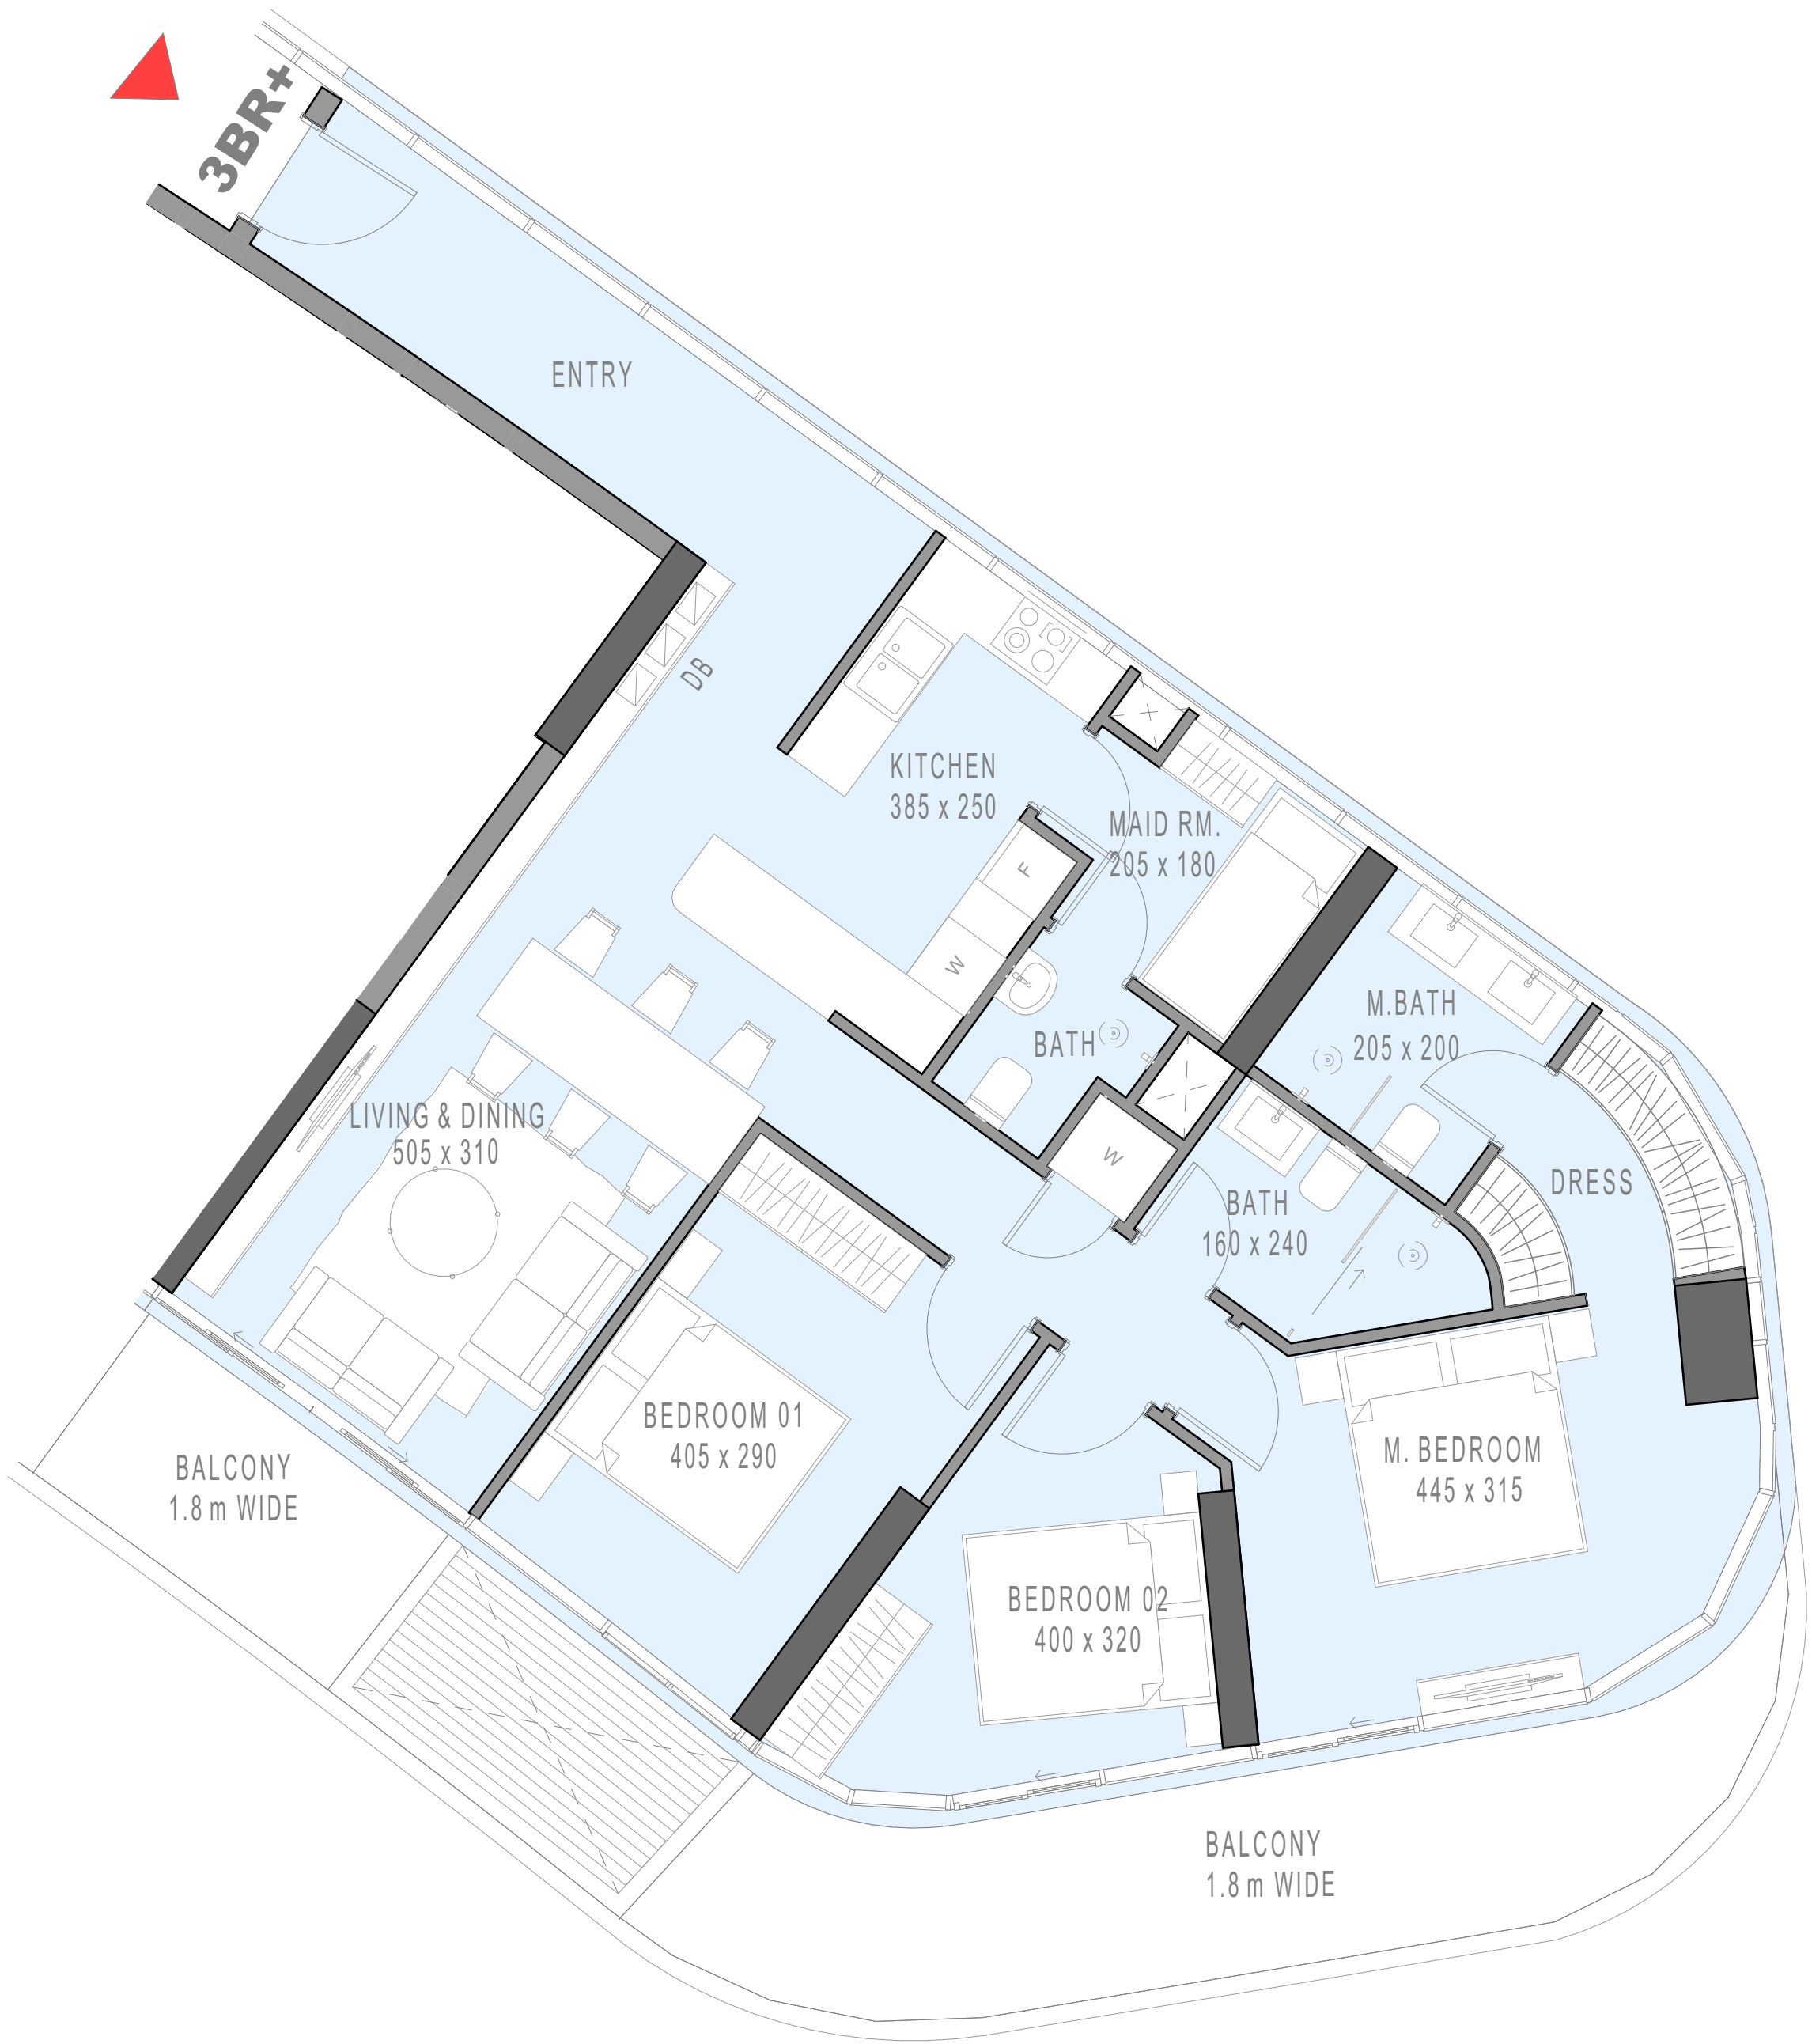 3BR+
ENTRY
DB
KITCHEN
385 x 250
MAID RM.
205 x 180
F
W
BATH
M.BATH
205 x 200
LIVING & DINING
505 x 310
W
BATH
160 x 240
DRESS
BEDROOM 01
405 x 290
M. BEDROOM
445 x 315
BALCONY
1.8 m WIDE
BEDROOM 02
400 x 320
BALCONY
1.8 m WIDE